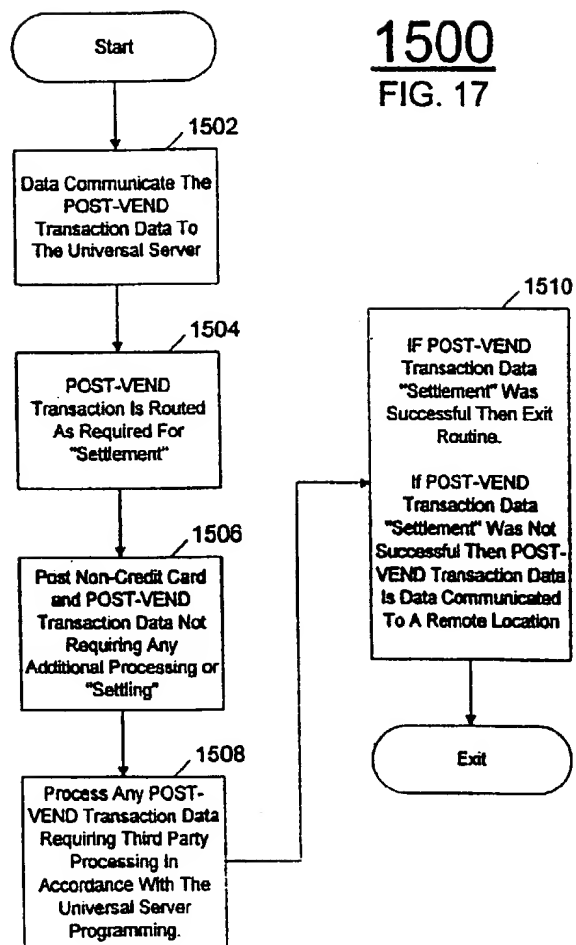 1500
FIG. 17
Start
1502
Data Communicate The
POST-VEND
Transaction Data To
The Universal Server
1504
POST-VEND
Transaction Is Routed
As Required For
"Settlement"
1506
Post Non-Credit Card
and POST-VEND
Transaction Data Not
Requiring Any
Additional Processing or
"Settling"
1508
Process Any POST-
VEND Transaction Data
Requiring Third Party
Processing In
Accordance With The
Universal Server
Programming.
1510
IF POST-VEND
Transaction Data
"Settlement" Was
Successful Then Exit
Routine.
If POST-VEND
Transaction Data
"Settlement" Was Not
Successful Then POST-
VEND Transaction Data
Is Data Communicated
To A Remote Location
Exit